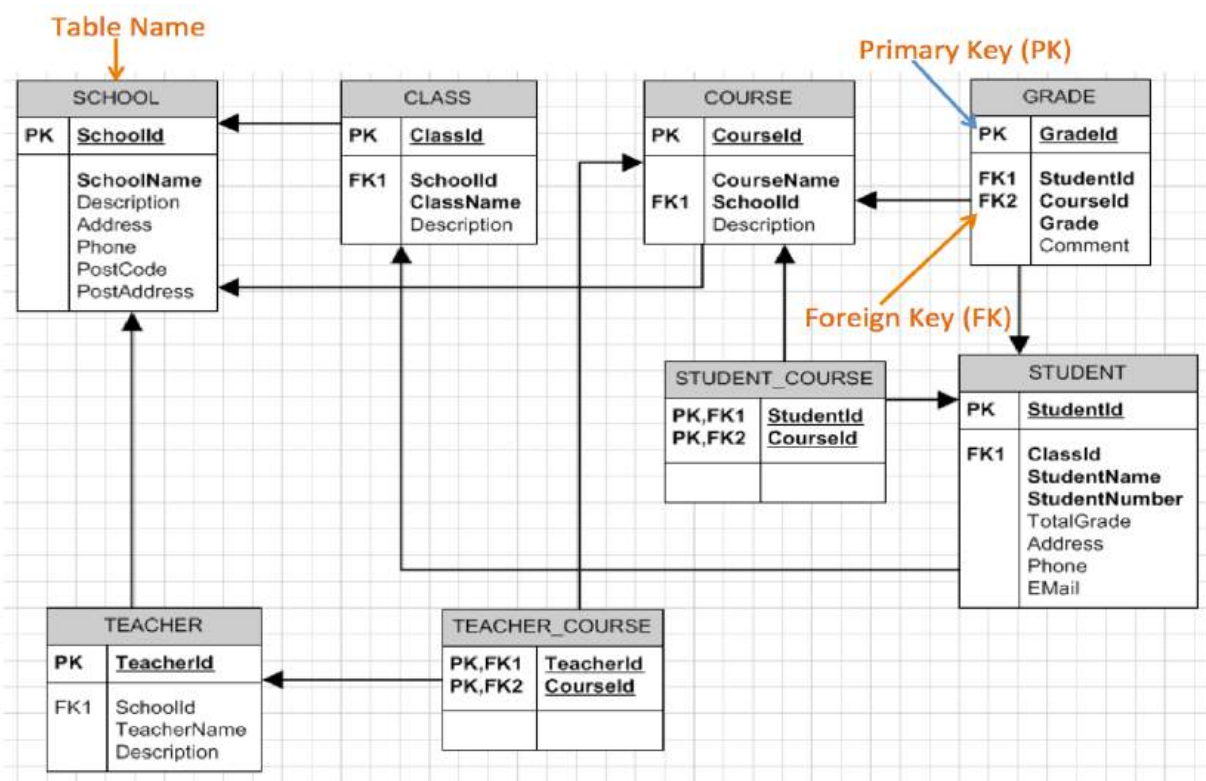 Table Name
Primary Key (PK)
SCHOOL
PK SchoolId
SchoolName
Description
Address
Phone
PostCode
PostAddress
CLASS
PK ClassId
FK1 SchoolId
ClassName
Description
COURSE
PK CourseId
CourseName
FK1 SchoolId
Description
GRADE
PK GradeId
FK1 StudentId
FK2 CourseId
Grade
Comment
Foreign Key (FK)
STUDENT_COURSE
PK,FK1 StudentId
PK,FK2 CourseId
STUDENT
PK StudentId
FK1 ClassId
StudentName
StudentNumber
TotalGrade
Address
Phone
EMail
TEACHER
PK TeacherId
FK1 SchoolId
TeacherName
Description
TEACHER_COURSE
PK,FK1 TeacherId
PK,FK2 CourseId